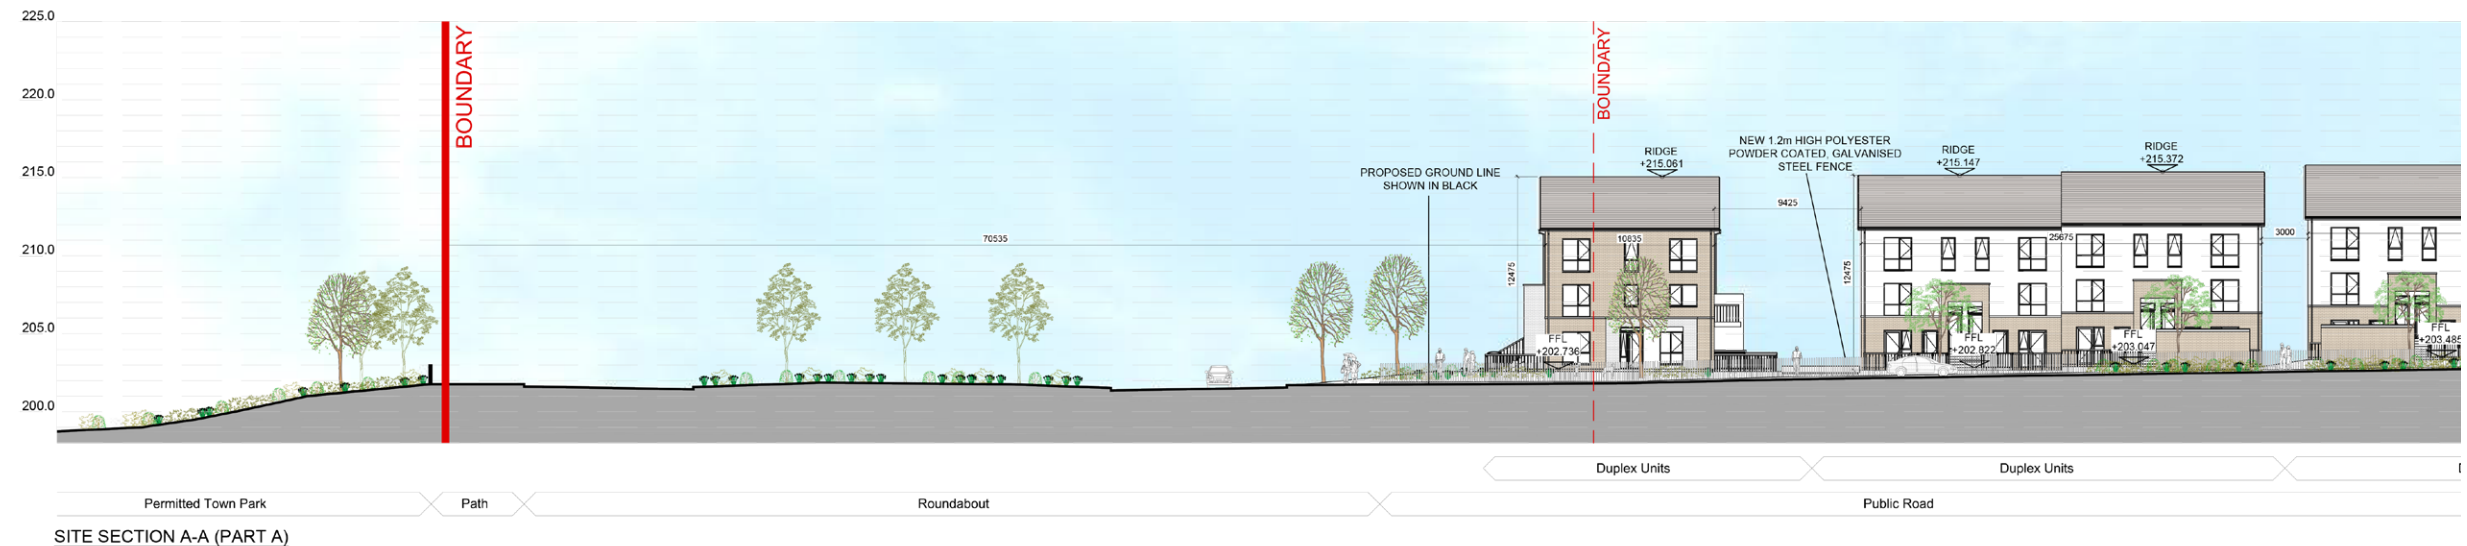 225.0
220.0
215.0
210.0
205.0
200.0
BOUNDARY
BOUNDARY
70535
PROPOSED GROUND LINE
SHOWN IN BLACK
12475
RIDGE
+215.061
10835
FFL
+202.736
NEW 1.2m HIGH POLYESTER
POWDER COATED, GALVANISED
STEEL FENCE
9425
12475
RIDGE
+215.147
RIDGE
+215.372
25675
3000
FFL
+202.822
FFL
+203.047
FFL
+203.485
Duplex Units
Duplex Units
Permitted Town Park
Path
Roundabout
Public Road
SITE SECTION A-A (PART A)